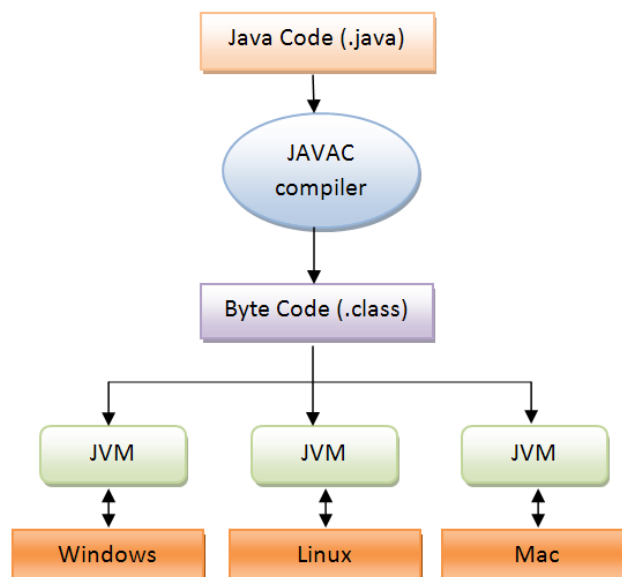 Java Code (.java)
JAVAC
compiler
Byte Code (.class)
JVM
JVM
JVM
Windows
Linux
Mac